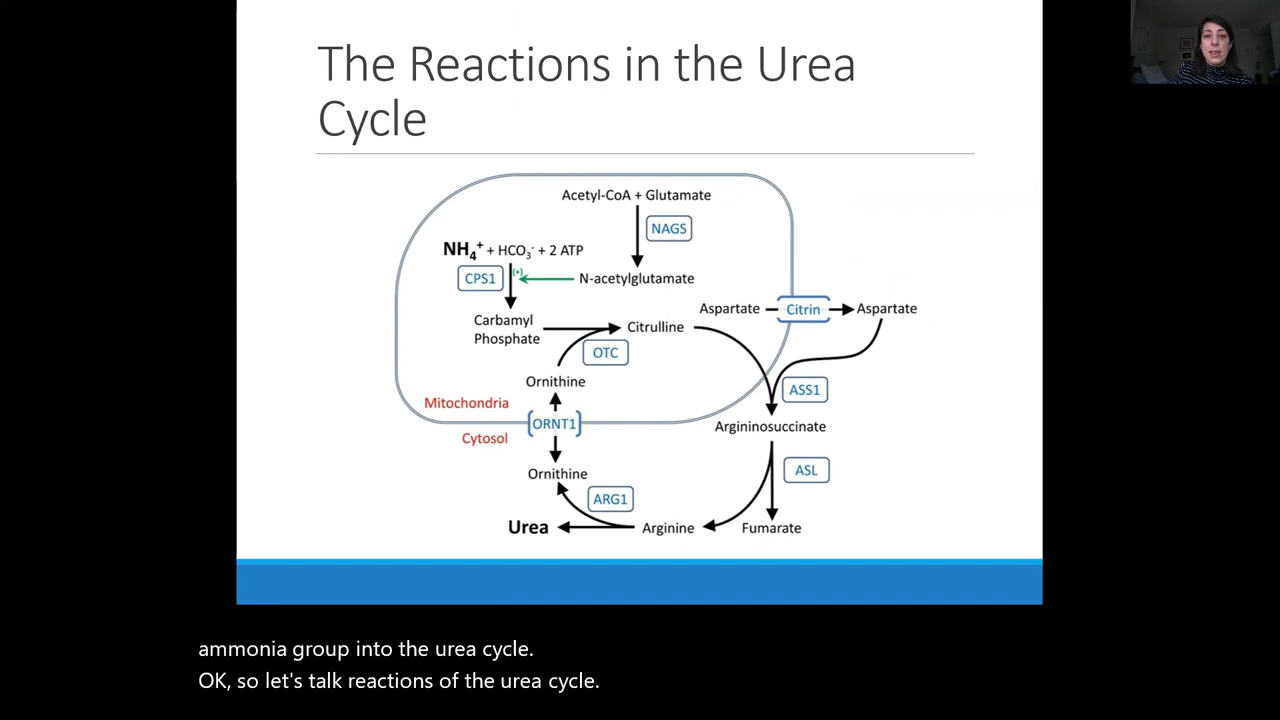 The Reactions in the Urea
Cycle
Acetyl-CoA + Glutamate
NAGS
NH₄⁺ + HCO₃⁻ + 2 ATP
CPS1
(+)
N-acetylglutamate
Aspartate
Citrin
Aspartate
Carbamyl
Phosphate
Citrulline
OTC
Ornithine
ASS1
Mitochondria
ORNT1
Argininosuccinate
Cytosol
Ornithine
ASL
ARG1
Urea
Arginine
Fumarate
ammonia group into the urea cycle.
OK, so let's talk reactions of the urea cycle.